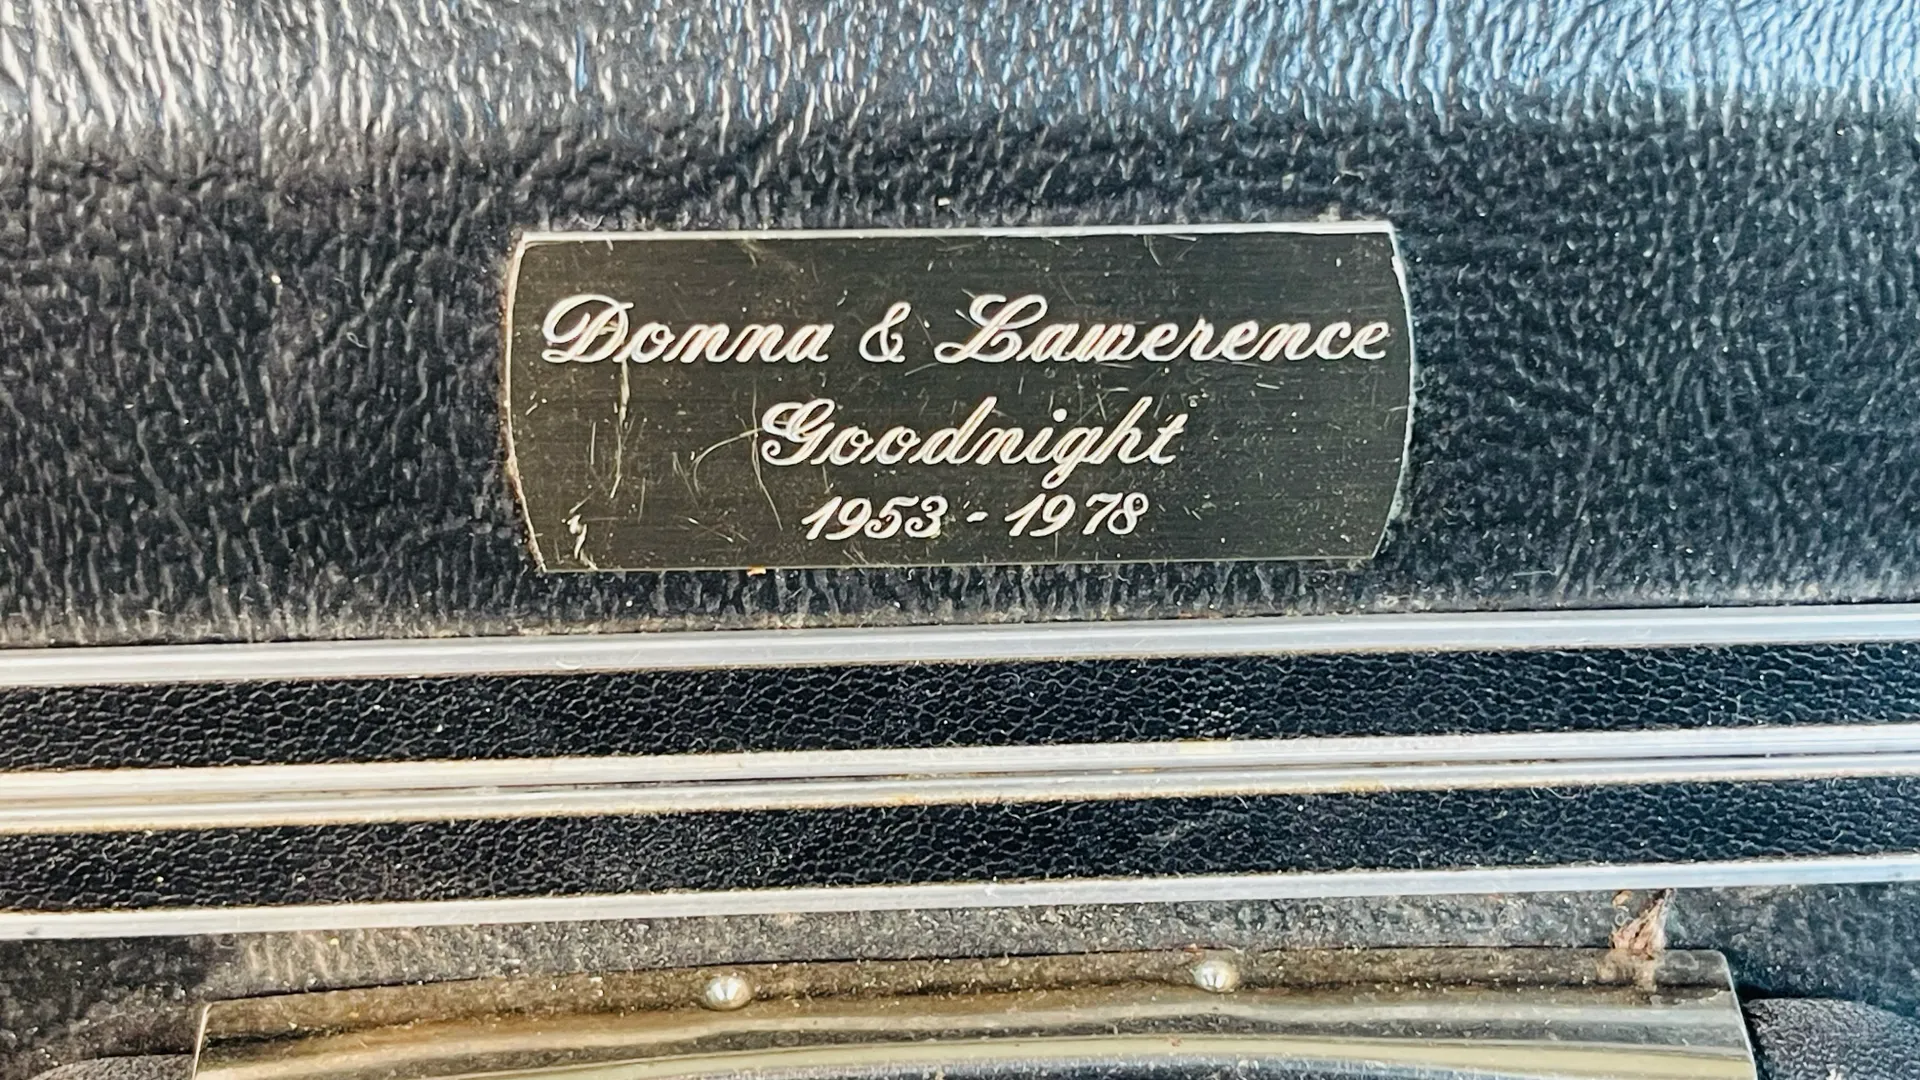 Donna & Lawerence
Goodnight
1953 - 1978